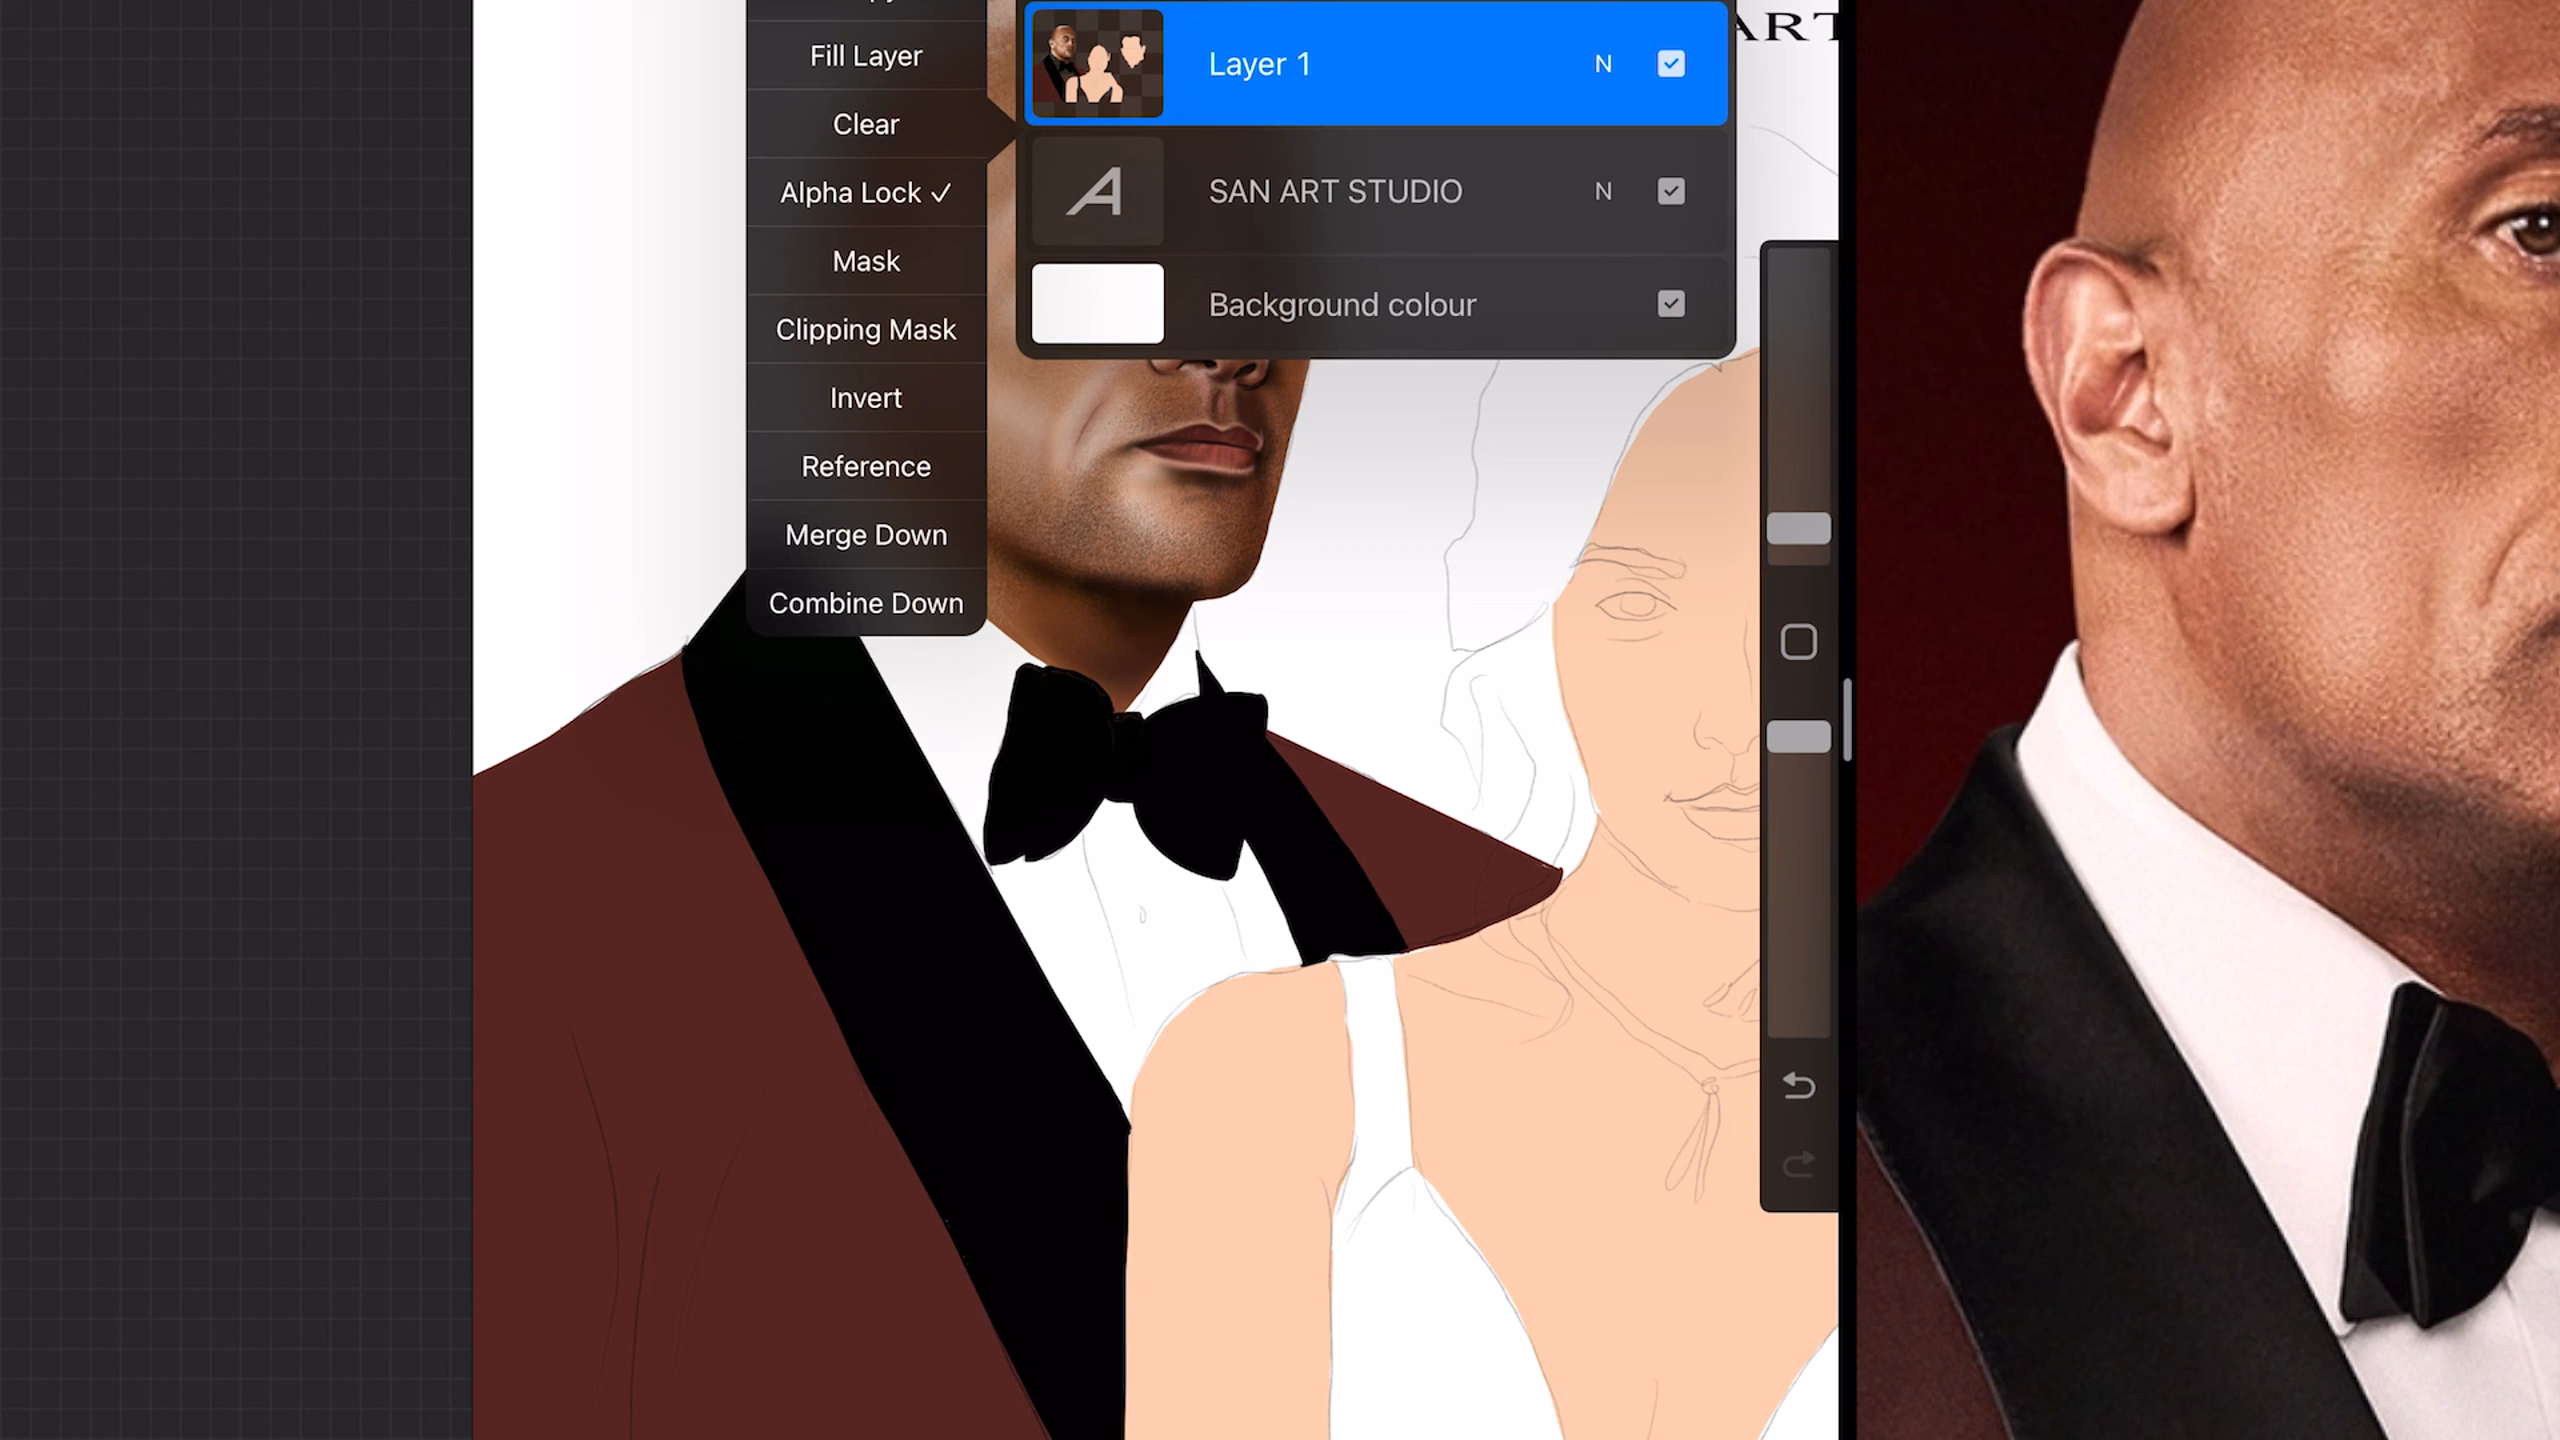 ART
Fill Layer
Layer 1 N
Clear
Alpha Lock ✓
SAN ART STUDIO N
Mask
Background colour
Clipping Mask
Invert
Reference
Merge Down
Combine Down